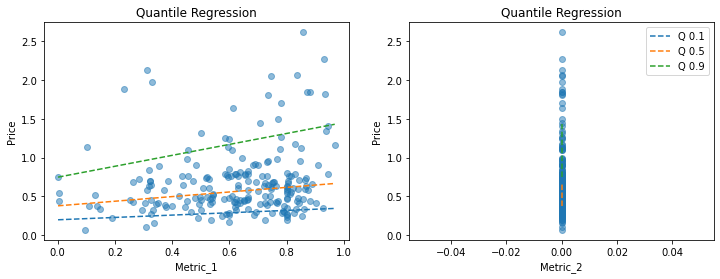 Quantile Regression
Price
2.5
2.0
1.5
1.0
0.5
0.0
0.0
0.2
0.4
0.6
0.8
1.0
Metric_1
Quantile Regression
Price
2.5
2.0
1.5
1.0
0.5
0.0
Q 0.1
Q 0.5
Q 0.9
−0.04
−0.02
0.00
0.02
0.04
Metric_2